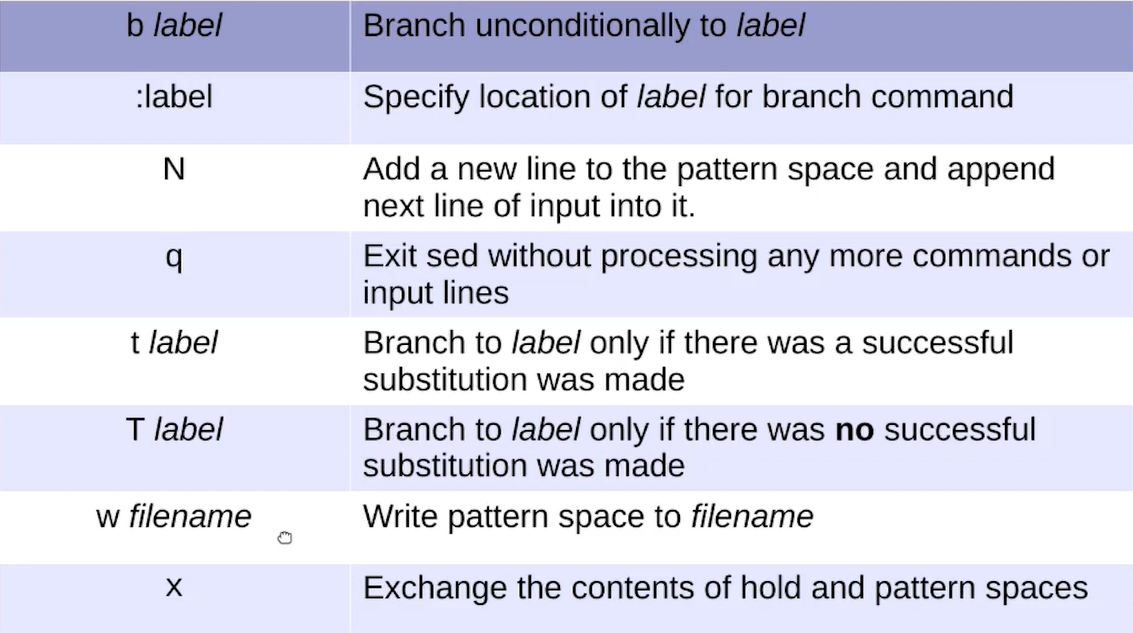 b label
Branch unconditionally to label
:label
Specify location of label for branch command
N
Add a new line to the pattern space and append
next line of input into it.
q
Exit sed without processing any more commands or
input lines
t label
Branch to label only if there was a successful
substitution was made
T label
Branch to label only if there was no successful
substitution was made
w filename
Write pattern space to filename
x
Exchange the contents of hold and pattern spaces